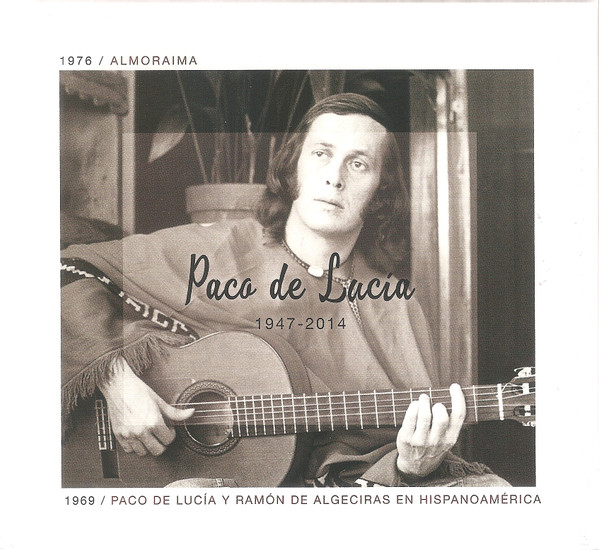 1976 / ALMORAIMA
Paco de Lucía
1947-2014
1969 / PACO DE LUCÍA Y RAMÓN DE ALGECIRAS EN HISPANOAMÉRICA